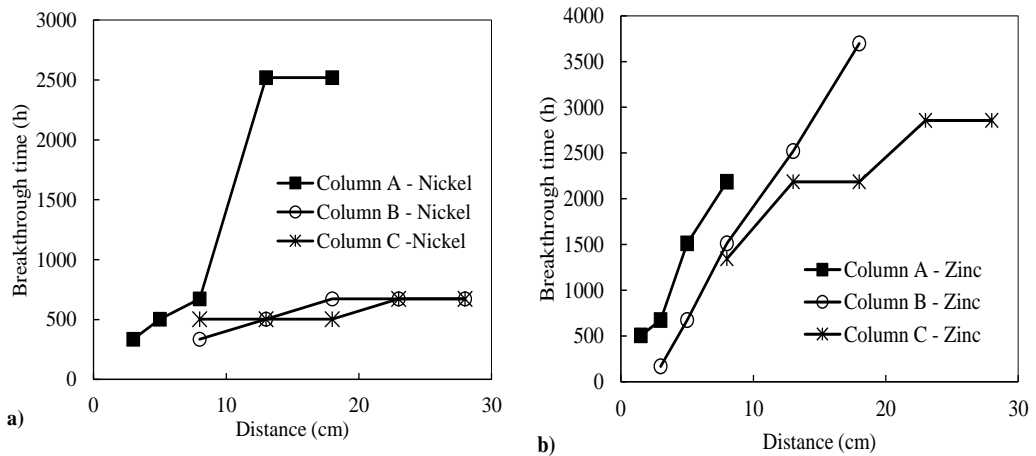 3000
2500
2000
1500
1000
500
0
Breakthrough time (h)
Column A - Nickel
Column B - Nickel
Column C -Nickel
0 10 20 30
Distance (cm)
a)
4000
3500
3000
2500
2000
1500
1000
500
0
Breakthrough time (h)
Column A - Zinc
Column B - Zinc
Column C - Zinc
0 10 20 30
Distance (cm)
b)